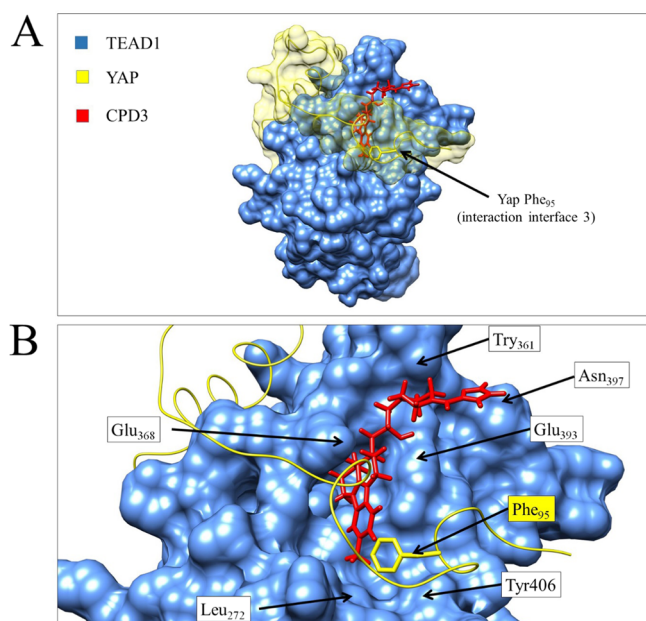 A
TEAD1
YAP
CPD3
Yap Phe₉₅
(interaction interface 3)
B
Try₃₆₁
Asn₃₉₇
Glu₃₆₈
Glu₃₉₃
Phe₉₅
Tyr406
Leu₂₇₂